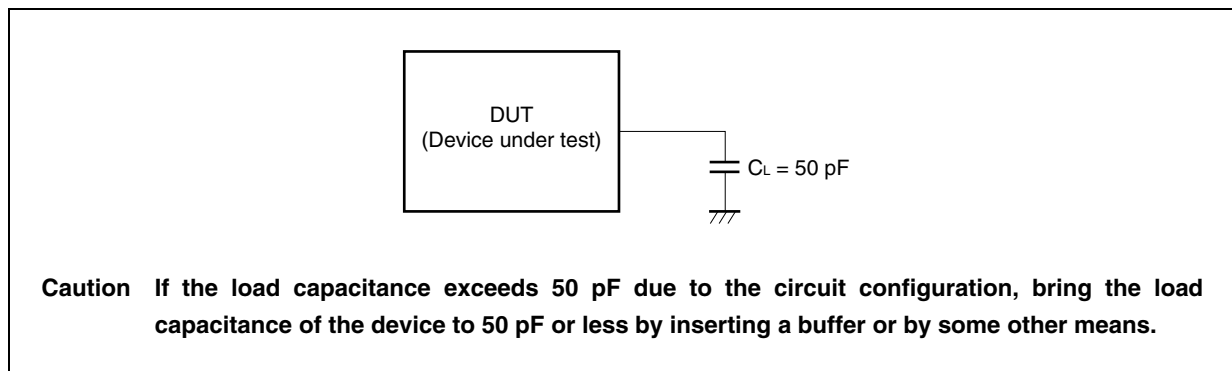 DUT
(Device under test)
CL = 50 pF
Caution If the load capacitance exceeds 50 pF due to the circuit configuration, bring the load
capacitance of the device to 50 pF or less by inserting a buffer or by some other means.